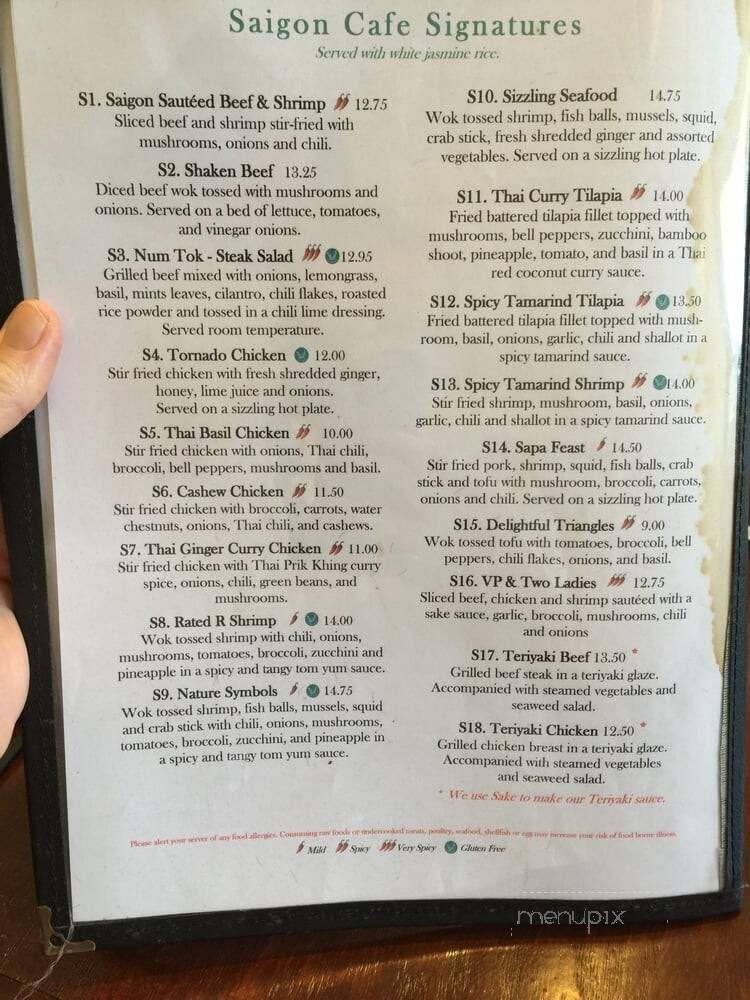 Saigon Cafe Signatures
Served with white jasmine rice.
S1. Saigon Sautéed Beef & Shrimp 12.75
Sliced beef and shrimp stir-fried with
mushrooms, onions and chili.
S2. Shaken Beef 13.25
Diced beef wok tossed with mushrooms and
onions. Served on a bed of lettuce, tomatoes,
and vinegar onions.
S3. Num Tok - Steak Salad 12.95
Grilled beef mixed with onions, lemongrass,
basil, mints leaves, cilantro, chili flakes, roasted
rice powder and tossed in a chili lime dressing.
Served room temperature.
S4. Tornado Chicken 12.00
Stir fried chicken with fresh shredded ginger,
honey, lime juice and onions.
Served on a sizzling hot plate.
S5. Thai Basil Chicken 10.00
Stir fried chicken with onions, Thai chili,
broccoli, bell peppers, mushrooms and basil.
S6. Cashew Chicken 11.50
Stir fried chicken with broccoli, carrots, water
chestnuts, onions, Thai chili, and cashews.
S7. Thai Ginger Curry Chicken 11.00
Stir fried chicken with Thai Prik Khing curry
spice, onions, chili, green beans, and
mushrooms.
S8. Rated R Shrimp 14.00
Wok tossed shrimp with chili, onions,
mushrooms, tomatoes, broccoli, zucchini and
pineapple in a spicy and tangy tom yum sauce.
S9. Nature Symbols 14.75
Wok tossed shrimp, fish balls, mussels, squid
and crab stick with chili, onions, mushrooms,
tomatoes, broccoli, zucchini, and pineapple in
a spicy and tangy tom yum sauce.
S10. Sizzling Seafood 14.75
Wok tossed shrimp, fish balls, mussels, squid,
crab stick, fresh shredded ginger and assorted
vegetables. Served on a sizzling hot plate.
S11. Thai Curry Tilapia 14.00
Fried battered tilapia fillet topped with
mushrooms, bell peppers, zucchini, bamboo
shoot, pineapple, tomato, and basil in a Thai
red coconut curry sauce.
S12. Spicy Tamarind Tilapia 13.50
Fried battered tilapia fillet topped with mush-
room, basil, onions, garlic, chili and shallot in a
spicy tamarind sauce.
S13. Spicy Tamarind Shrimp 14.00
Stir fried shrimp, mushroom, basil, onions,
garlic, chili and shallot in a spicy tamarind sauce.
S14. Sapa Feast 14.50
Stir fried pork, shrimp, squid, fish balls, crab
stick and tofu with mushroom, broccoli, carrots,
onions and chili. Served on a sizzling hot plate.
S15. Delightful Triangles 9.00
Wok tossed tofu with tomatoes, broccoli, bell
peppers, chili flakes, onions, and basil.
S16. VP & Two Ladies 12.75
Sliced beef, chicken and shrimp sautéed with a
sake sauce, garlic, broccoli, mushrooms, chili
and onions
S17. Teriyaki Beef 13.50 *
Grilled beef steak in a teriyaki glaze.
Accompanied with steamed vegetables and
seaweed salad.
S18. Teriyaki Chicken 12.50 *
Grilled chicken breast in a teriyaki glaze.
Accompanied with steamed vegetables
and seaweed salad.
* We use Sake to make our Teriyaki sauce.
Please alert your server of any food allergies. Consuming raw foods or undercooked meats, poultry, seafood, shellfish or egg may increase your risk of food borne illness.
Mild Spicy Very Spicy Gluten Free
menupix